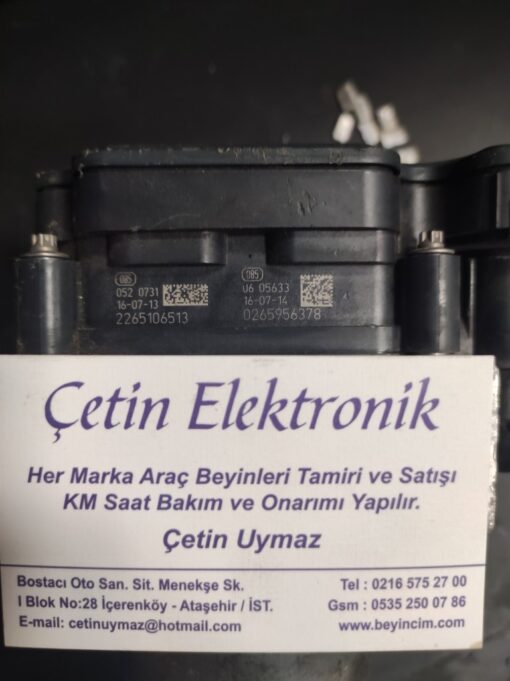 085
052 0731
16-07-13
2265106513
085
U6 05633
16-07-14
0265956378
Çetin Elektronik
Her Marka Araç Beyinleri Tamiri ve Satışı
KM Saat Bakım ve Onarımı Yapılır.
Çetin Uymaz
Bostacı Oto San. Sit. Menekşe Sk.
I Blok No:28 İçerenköy - Ataşehir / İST.
E-mail: cetinuymaz@hotmail.com
Tel : 0216 575 27 00
Gsm : 0535 250 07 86
www.beyincim.com